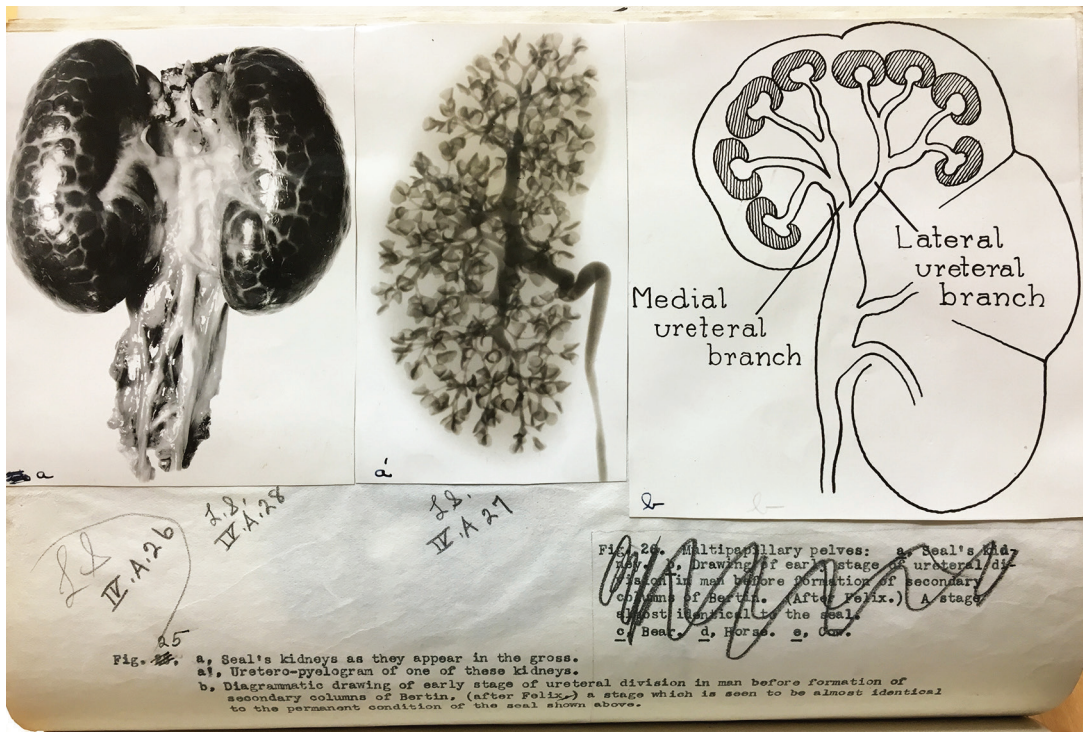 Lateral
ureteral
branch
Medial
ureteral
branch
a
a'
b
L.S.
IV.A.26
L.S.
IV.A.28
L.S.
IV.A.27
Fig. 26. Multipapillary pelves: a, Seal's kid-
ney. b, Drawing of early stage of ureteral di-
vision in man before formation of secondary
columns of Bertin. (After Felix.) A stage
almost identical to the seal.
c, Bear. d, Horse. e, Cow.
25
Fig. a, Seal's kidneys as they appear in the gross.
a', Uretero-pyelogram of one of these kidneys.
b, Diagrammatic drawing of early stage of ureteral division in man before formation of
secondary columns of Bertin, (after Felix,) a stage which is seen to be almost identical
to the permanent condition of the seal shown above.